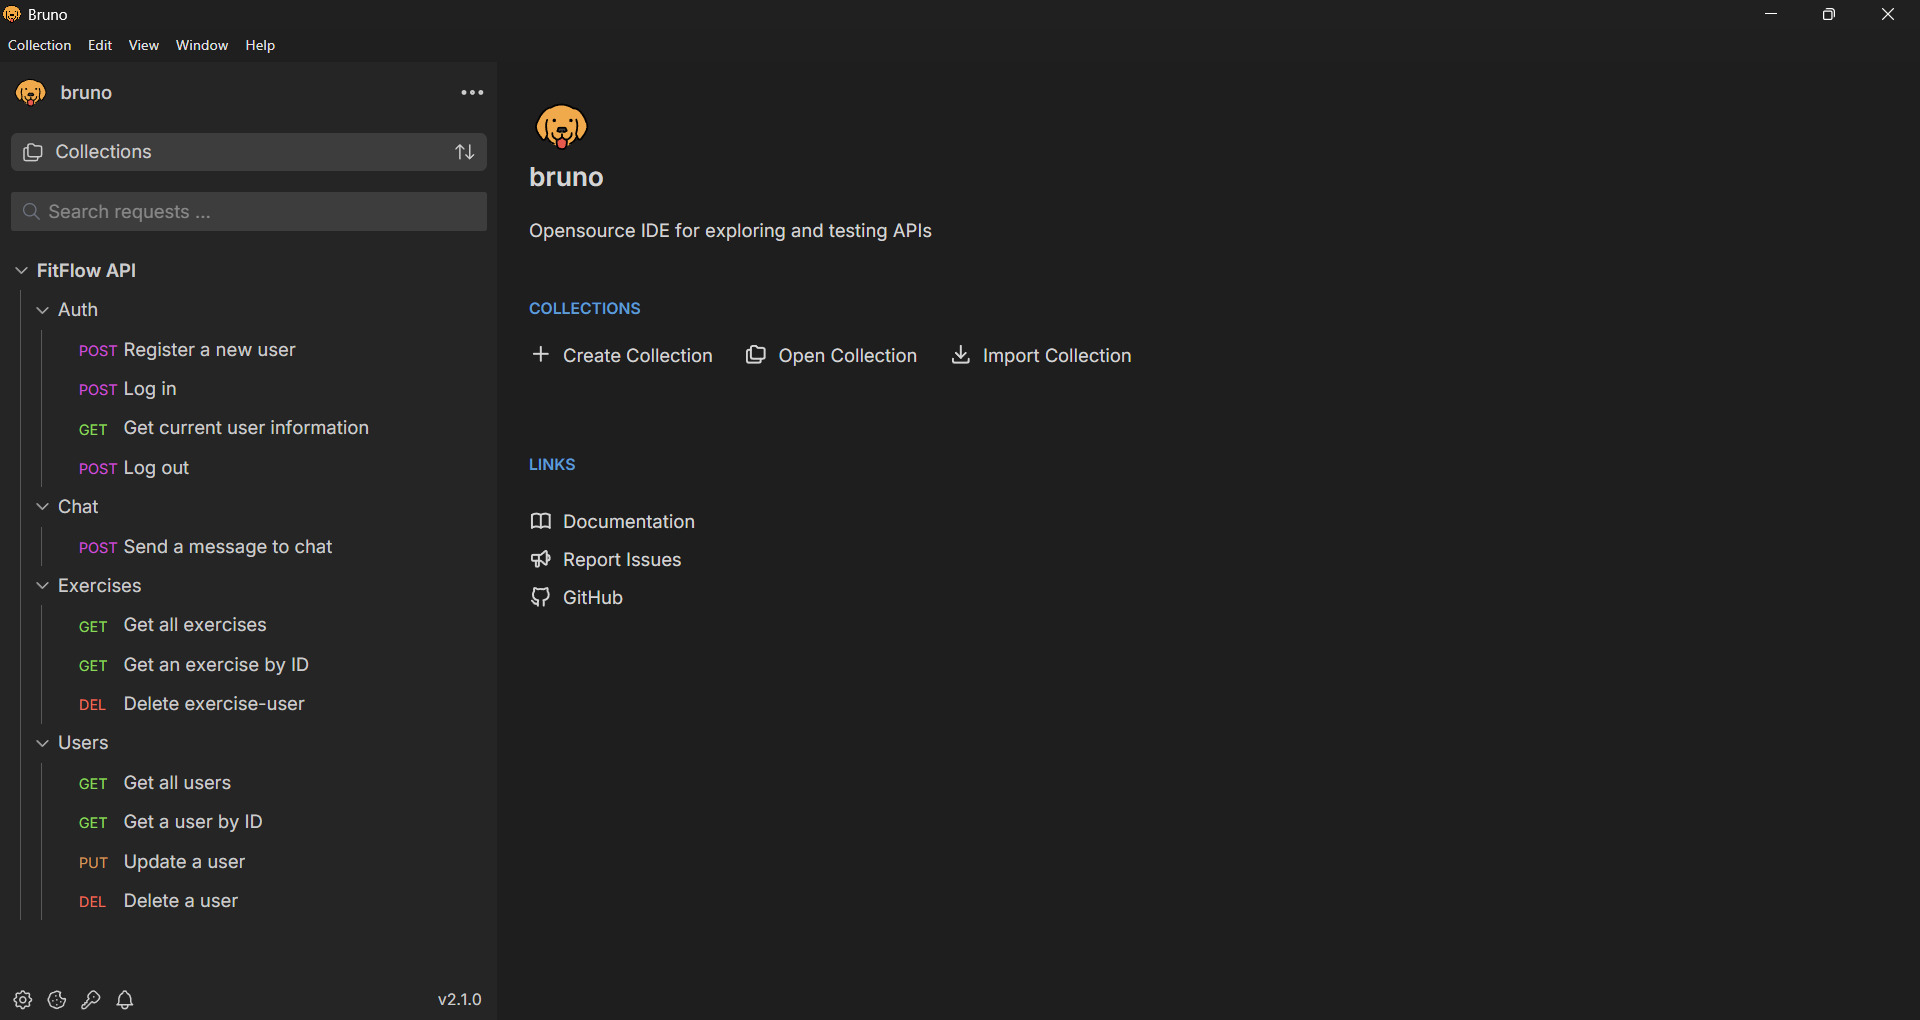 Bruno
Collection Edit View Window Help
bruno
Collections
Search requests ...
FitFlow API
Auth
POST Register a new user
POST Log in
GET Get current user information
POST Log out
Chat
POST Send a message to chat
Exercises
GET Get all exercises
GET Get an exercise by ID
DEL Delete exercise-user
Users
GET Get all users
GET Get a user by ID
PUT Update a user
DEL Delete a user
v2.1.0
bruno
Opensource IDE for exploring and testing APIs
COLLECTIONS
Create Collection Open Collection Import Collection
LINKS
Documentation
Report Issues
GitHub